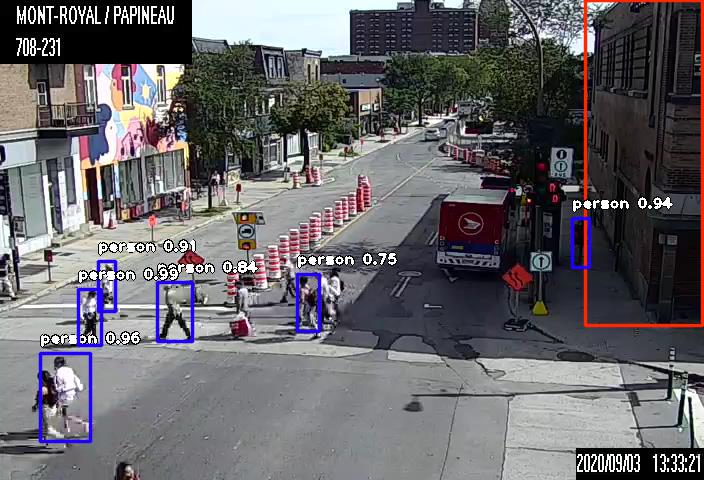 MONT-ROYAL / PAPINEAU
708-231
person 0.94
person 0.91
person 0.84
person 0.99
person 0.75
person 0.96
2020/09/03 13:33:21